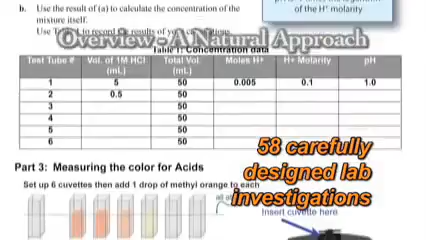 of the H⁺ molarity
b. Use the result of (a) to calculate the concentration of the
mixture itself.
Overview - A Natural Approach
Table 1: Concentration data
Test Tube # Vol. of 1M HCl (mL) Total Vol. (mL) Moles H+ H+ Molarity pH
1 5 50 0.005 0.1 1.0
2 0.5 50
3 50
4 50
5 50
6 50
58 carefully
designed lab
investigations
Part 3: Measuring the color for Acids
Set up 6 cuvettes then add 1 drop of methyl orange to each
Insert cuvette here